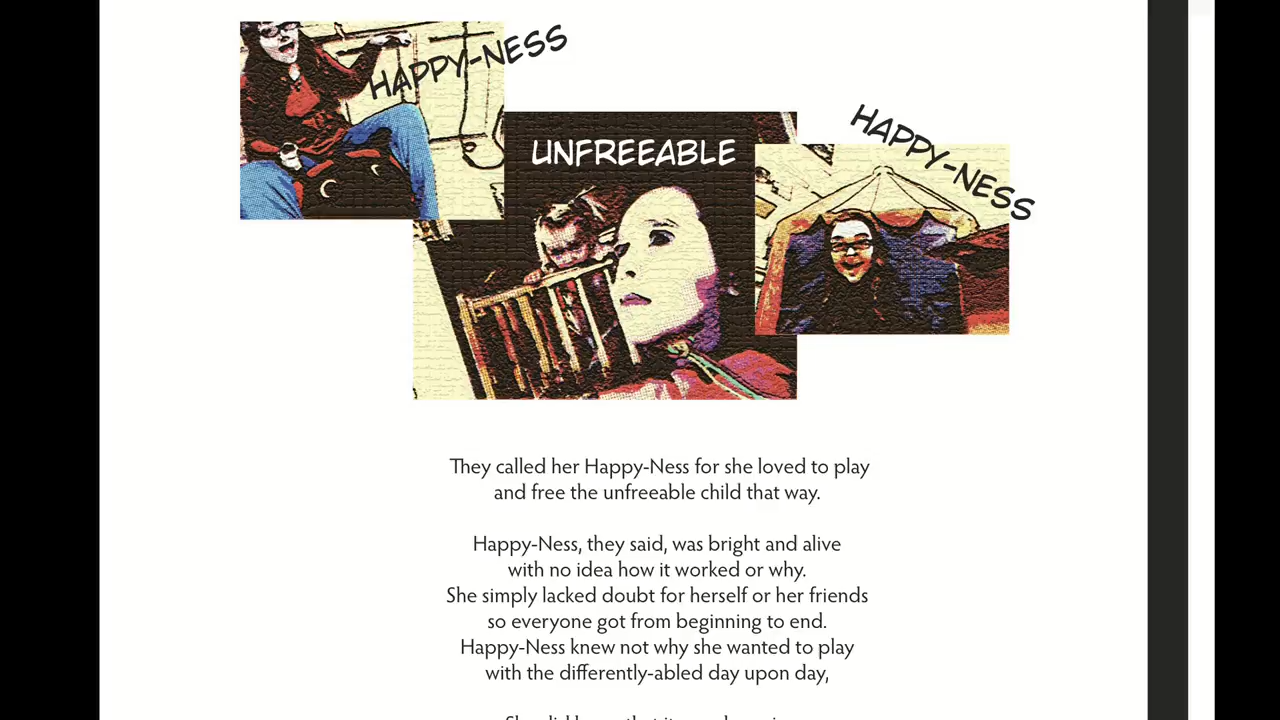 HAPPY-NESS
UNFREEABLE
HAPPY-NESS
They called her Happy-Ness for she loved to play
and free the unfreeable child that way.
Happy-Ness, they said, was bright and alive
with no idea how it worked or why.
She simply lacked doubt for herself or her friends
so everyone got from beginning to end.
Happy-Ness knew not why she wanted to play
with the differently-abled day upon day,